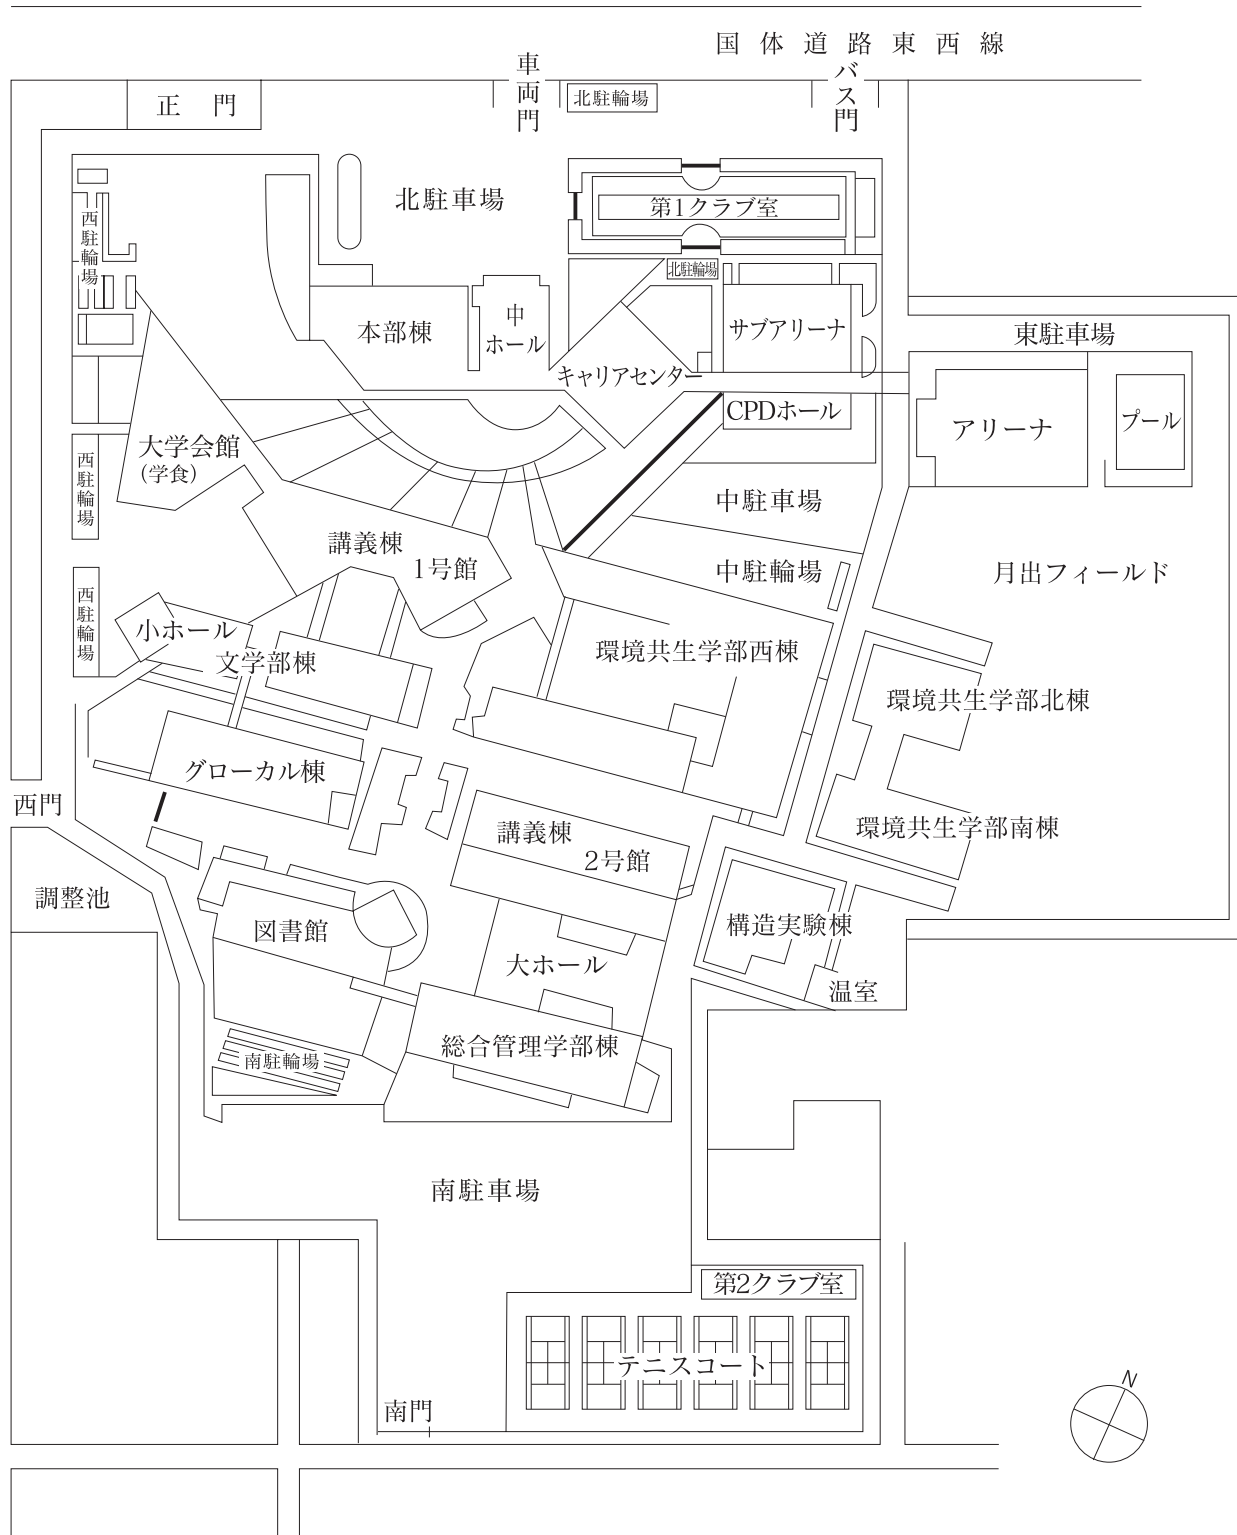 国体道路東西線
正門
車両門
北駐輪場
バス門
西駐輪場
北駐車場
第1クラブ室
北駐輪場
本部棟
中
ホール
サブアリーナ
東駐車場
キャリアセンター
CPDホール
アリーナ
プール
大学会館
(学食)
西駐輪場
中駐車場
講義棟
1号館
中駐輪場
月出フィールド
西駐輪場
小ホール
文学部棟
環境共生学部西棟
環境共生学部北棟
グローカル棟
西門
講義棟
2号館
環境共生学部南棟
調整池
図書館
構造実験棟
大ホール
温室
総合管理学部棟
南駐輪場
南駐車場
第2クラブ室
テニスコート
南門
N